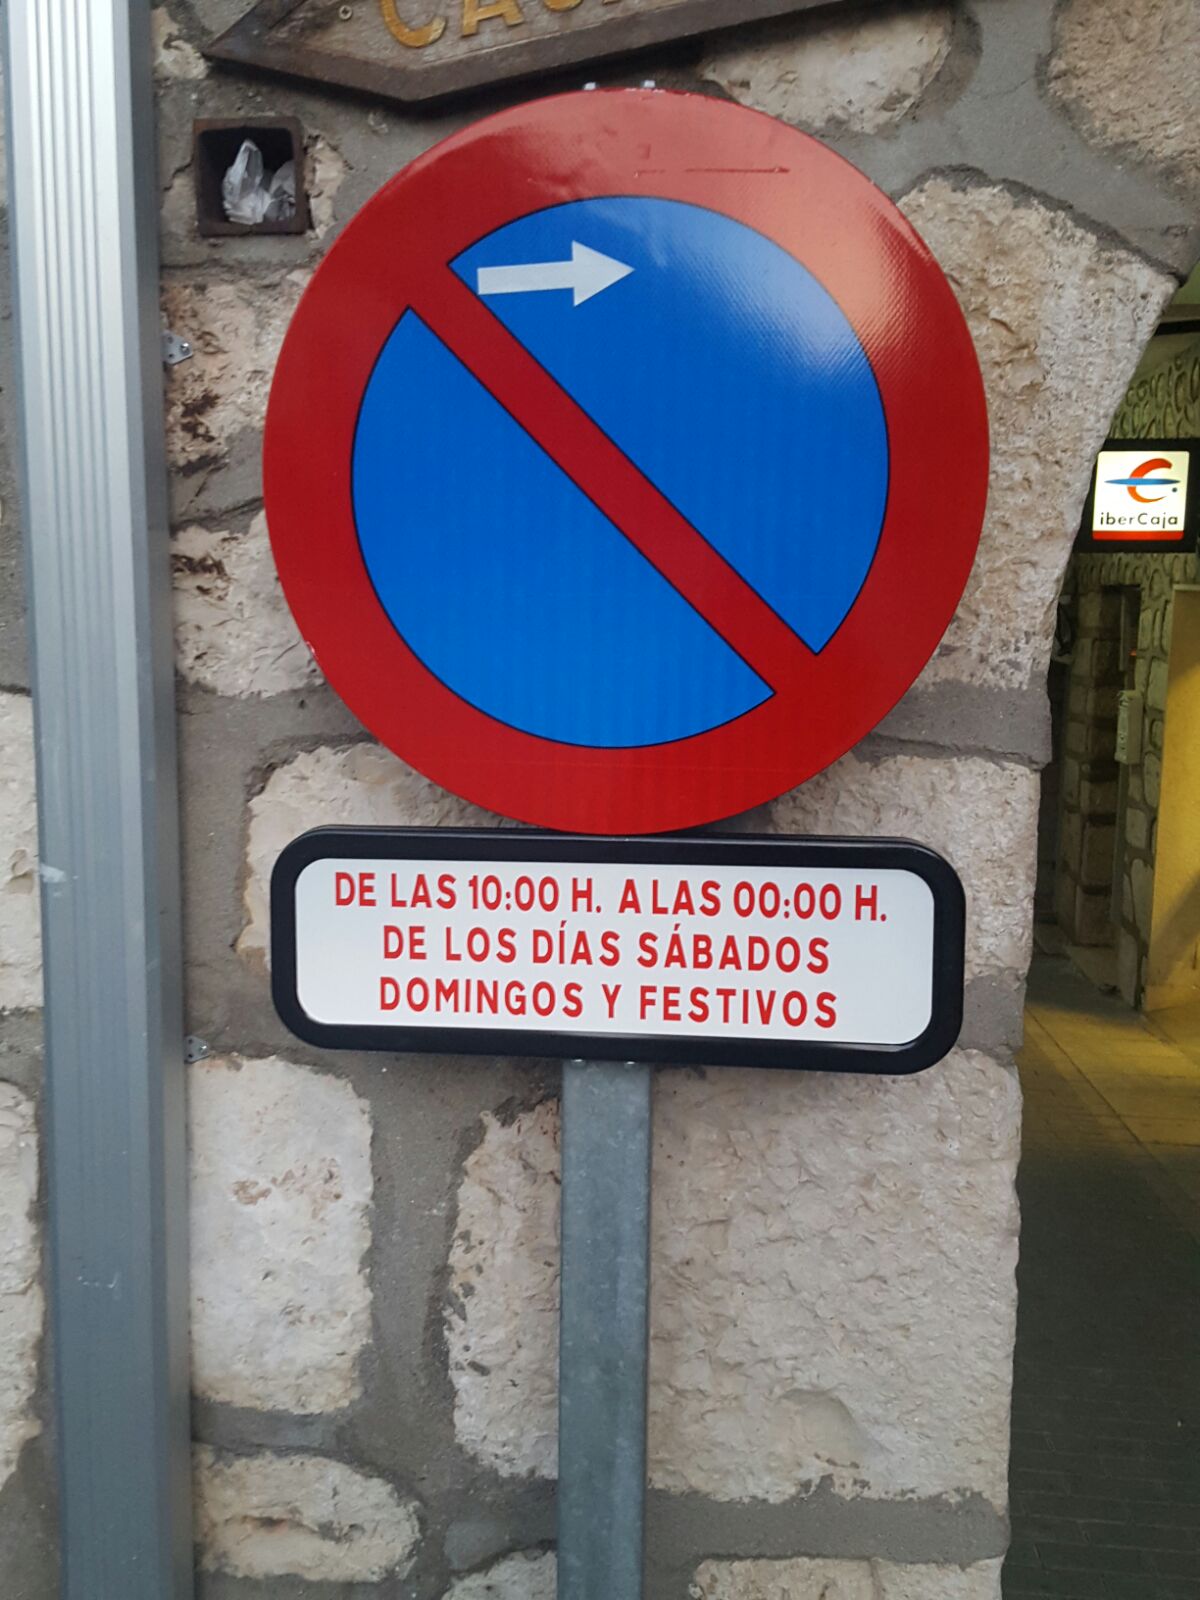 iberCaja
DE LAS 10:00 H. A LAS 00:00 H.
DE LOS DÍAS SÁBADOS
DOMINGOS Y FESTIVOS